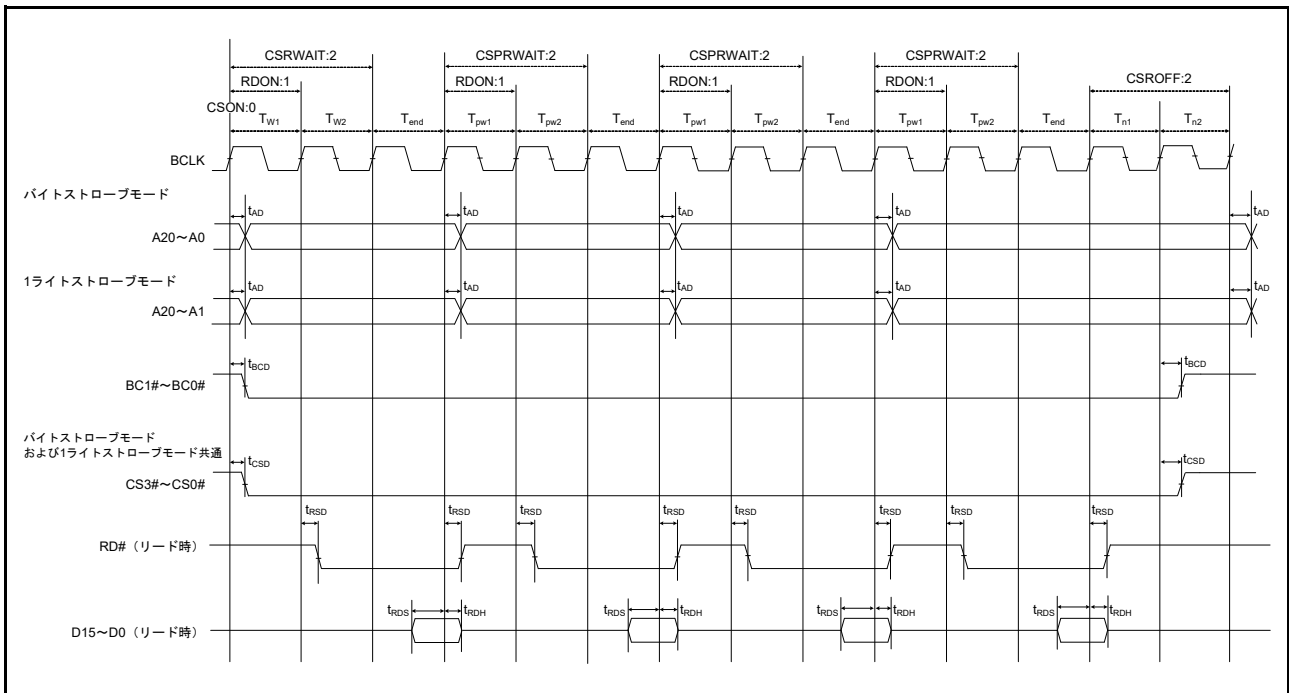 CSRWAIT:2 CSPRWAIT:2 CSPRWAIT:2 CSPRWAIT:2
RDON:1 RDON:1 RDON:1 RDON:1 CSROFF:2
CSON:0
TW1 TW2 Tend Tpw1 Tpw2 Tend Tpw1 Tpw2 Tend Tpw1 Tpw2 Tend Tn1 Tn2
BCLK
バイトストローブモード
tAD tAD tAD tAD tAD
A20～A0
1ライトストローブモード
tAD tAD tAD tAD tAD
A20～A1
tBCD tBCD
BC1#～BC0#
バイトストローブモード
および1ライトストローブモード共通
tCSD tCSD
CS3#～CS0#
tRSD tRSD tRSD tRSD tRSD tRSD tRSD tRSD
RD#（リード時）
tRDS tRDH tRDS tRDH tRDS tRDH tRDS tRDH
D15～D0（リード時）